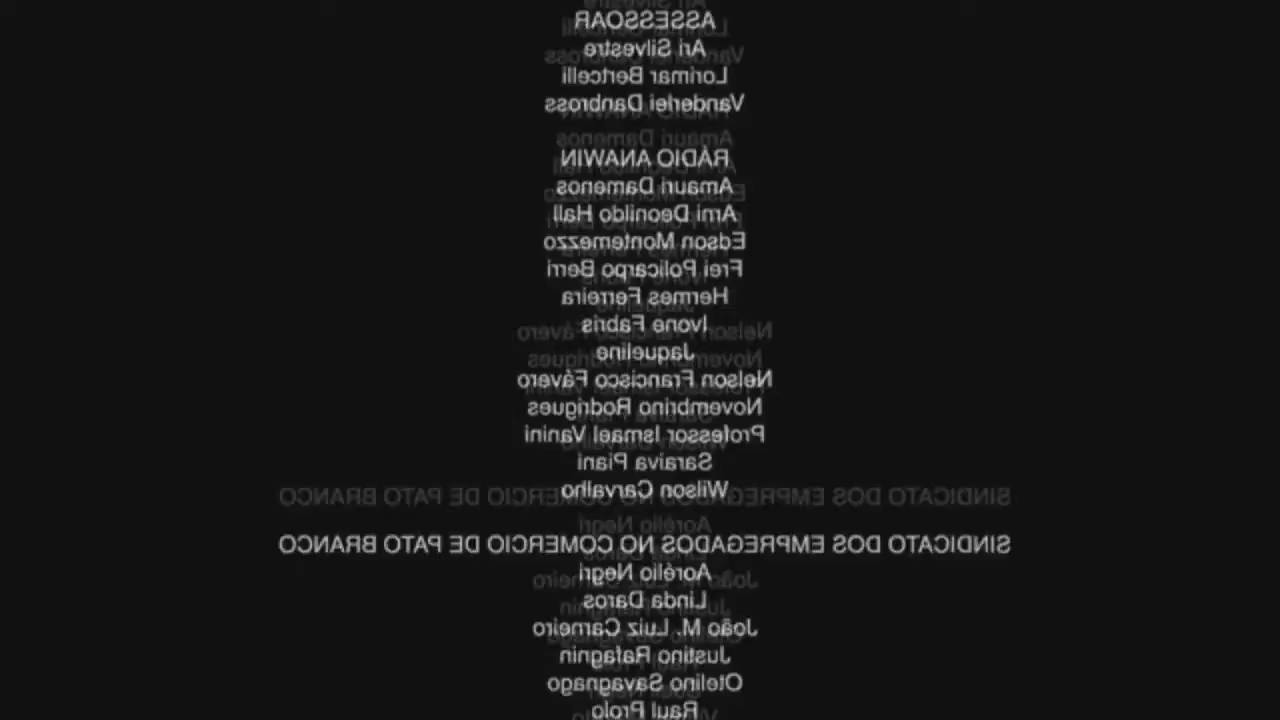 ASSESSOAR
Ari Silvestre
Lorimar Bertcelli
Vanderlei Danbross
RÁDIO ANAWIN
Amauri Damenos
Arni Deonildo Hall
Edson Montemezzo
Frei Policarpo Berri
Hermes Ferreira
Ivone Fabris
Jaqueline
Nelson Francisco Fávero
Novembrino Rodrigues
Professor Ismael Vanini
Saraiva Piani
Wilson Carvalho
SINDICATO DOS EMPREGADOS NO COMERCIO DE PATO BRANCO
Aorélio Negri
Linda Daros
João M. Luiz Carneiro
Justino Rafagnin
Otelino Savagnago
Raul Prolo